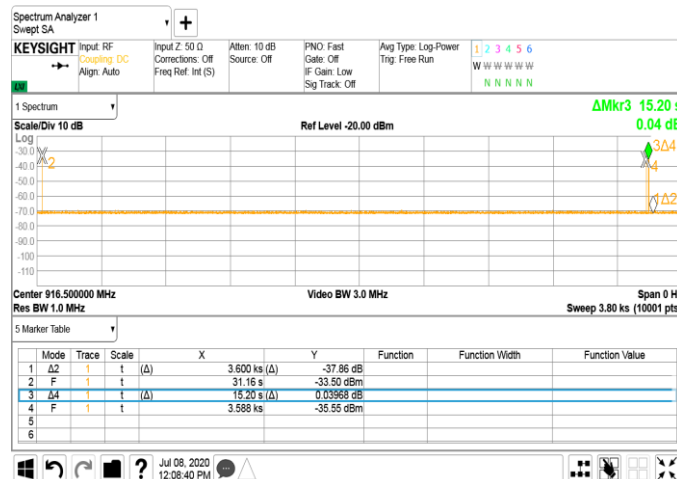 Spectrum Analyzer 1
Swept SA
+
KEYSIGHT Input: RF Input Z: 50 Ω Atten: 10 dB PNO: Fast Avg Type: Log-Power 1 2 3 4 5 6
Coupling: DC Corrections: Off Source: Off Gate: Off Trig: Free Run W W W W W W
Align: Auto Freq Ref: Int (S) IF Gain: Low
Sig Track: Off N N N N N
1 Spectrum ΔMkr3 15.20 s
Scale/Div 10 dB Ref Level -20.00 dBm 0.04 dB
Log
-30.0 3Δ4
-40.0 2 4
-50.0
-60.0 1Δ2
-70.0
-80.0
-90.0
-100
-110
Center 916.500000 MHz Video BW 3.0 MHz Span 0 H
Res BW 1.0 MHz Sweep 3.80 ks (10001 pts
5 Marker Table
Mode Trace Scale X Y Function Function Width Function Value
1 Δ2 1 t (Δ) 3.600 ks (Δ) -37.86 dB
2 F 1 t 31.16 s -33.50 dBm
3 Δ4 1 t (Δ) 15.20 s (Δ) 0.03968 dB
4 F 1 t 3.588 ks -35.55 dBm
5
6
? Jul 08, 2020
12:08:40 PM